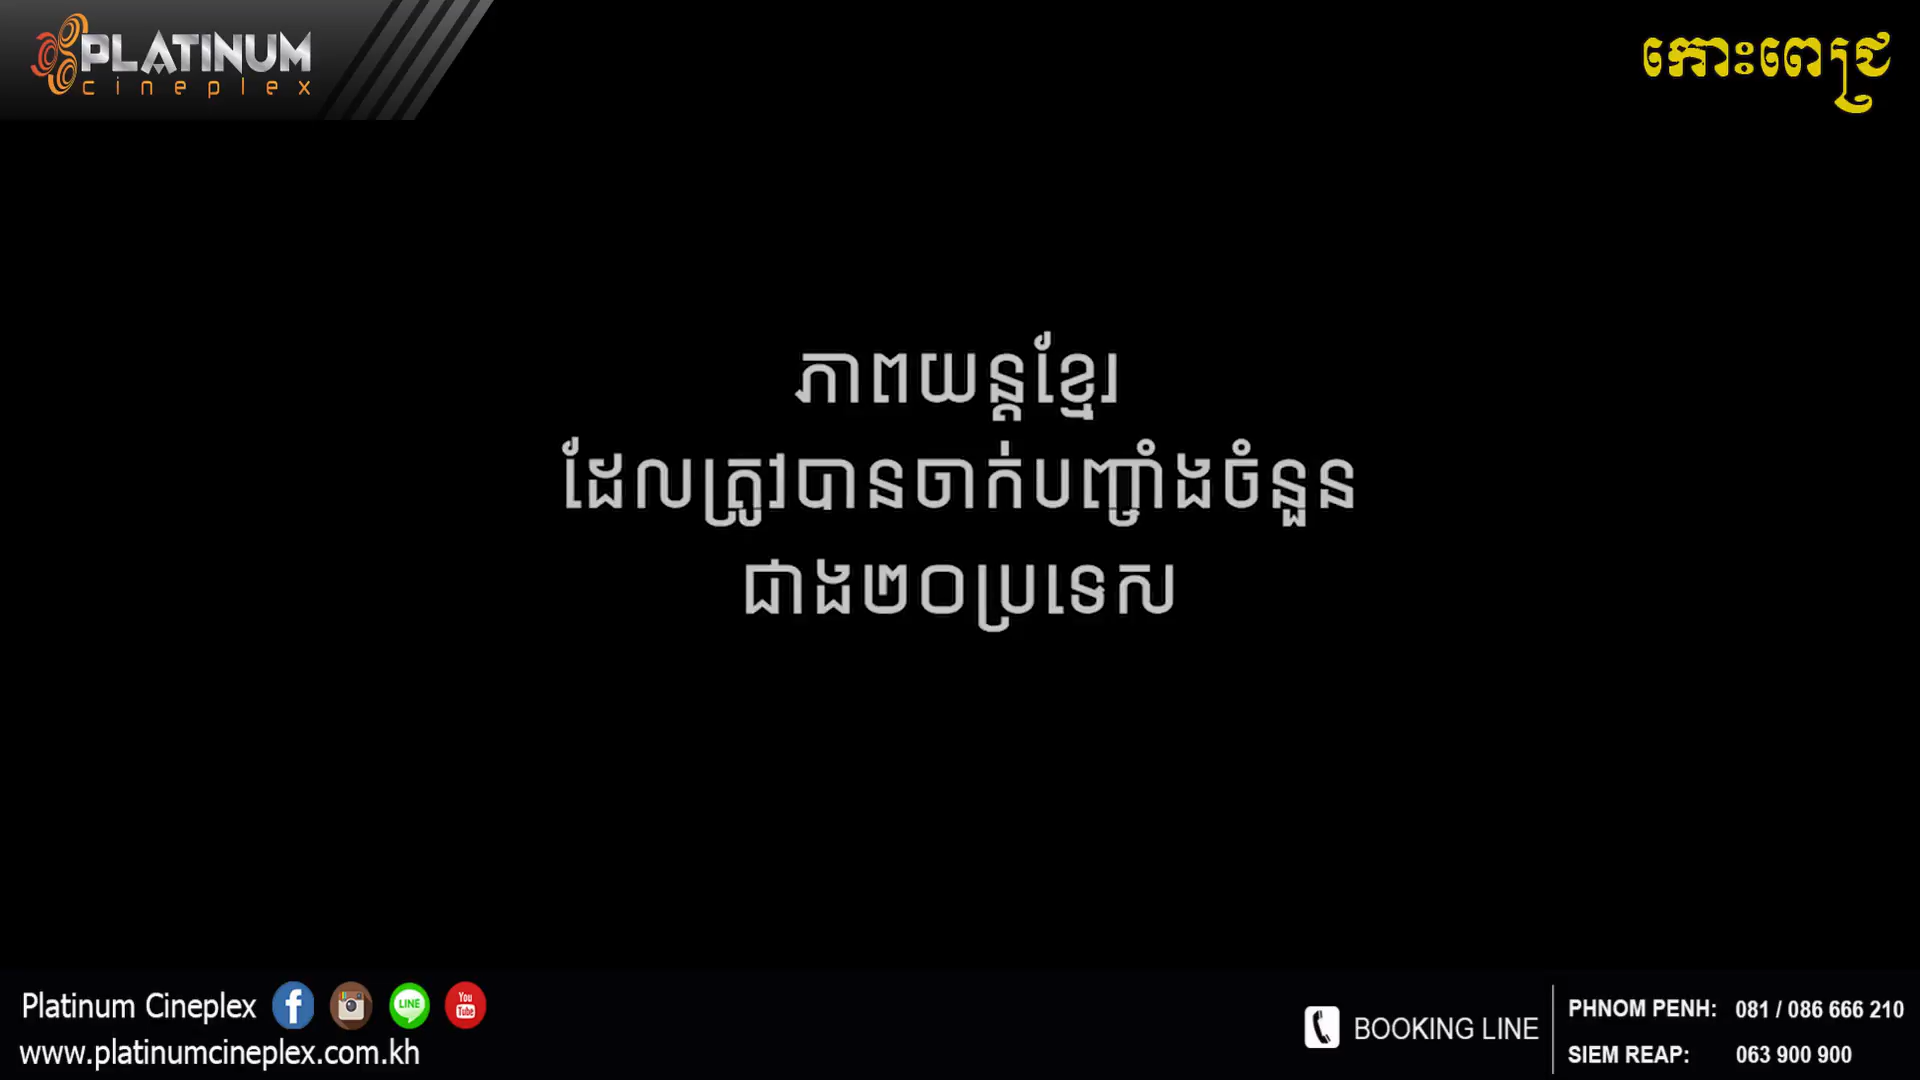 PLATINUM
cineplex
កោះពេជ្រ
ភាពយន្តខ្មែរ
ដែលត្រូវបានចាក់បញ្ចាំងចំនួន
ជាង២០ប្រទេស
Platinum Cineplex
LINE
You
Tube
www.platinumcineplex.com.kh
BOOKING LINE
PHNOM PENH: 081 / 086 666 210
SIEM REAP: 063 900 900